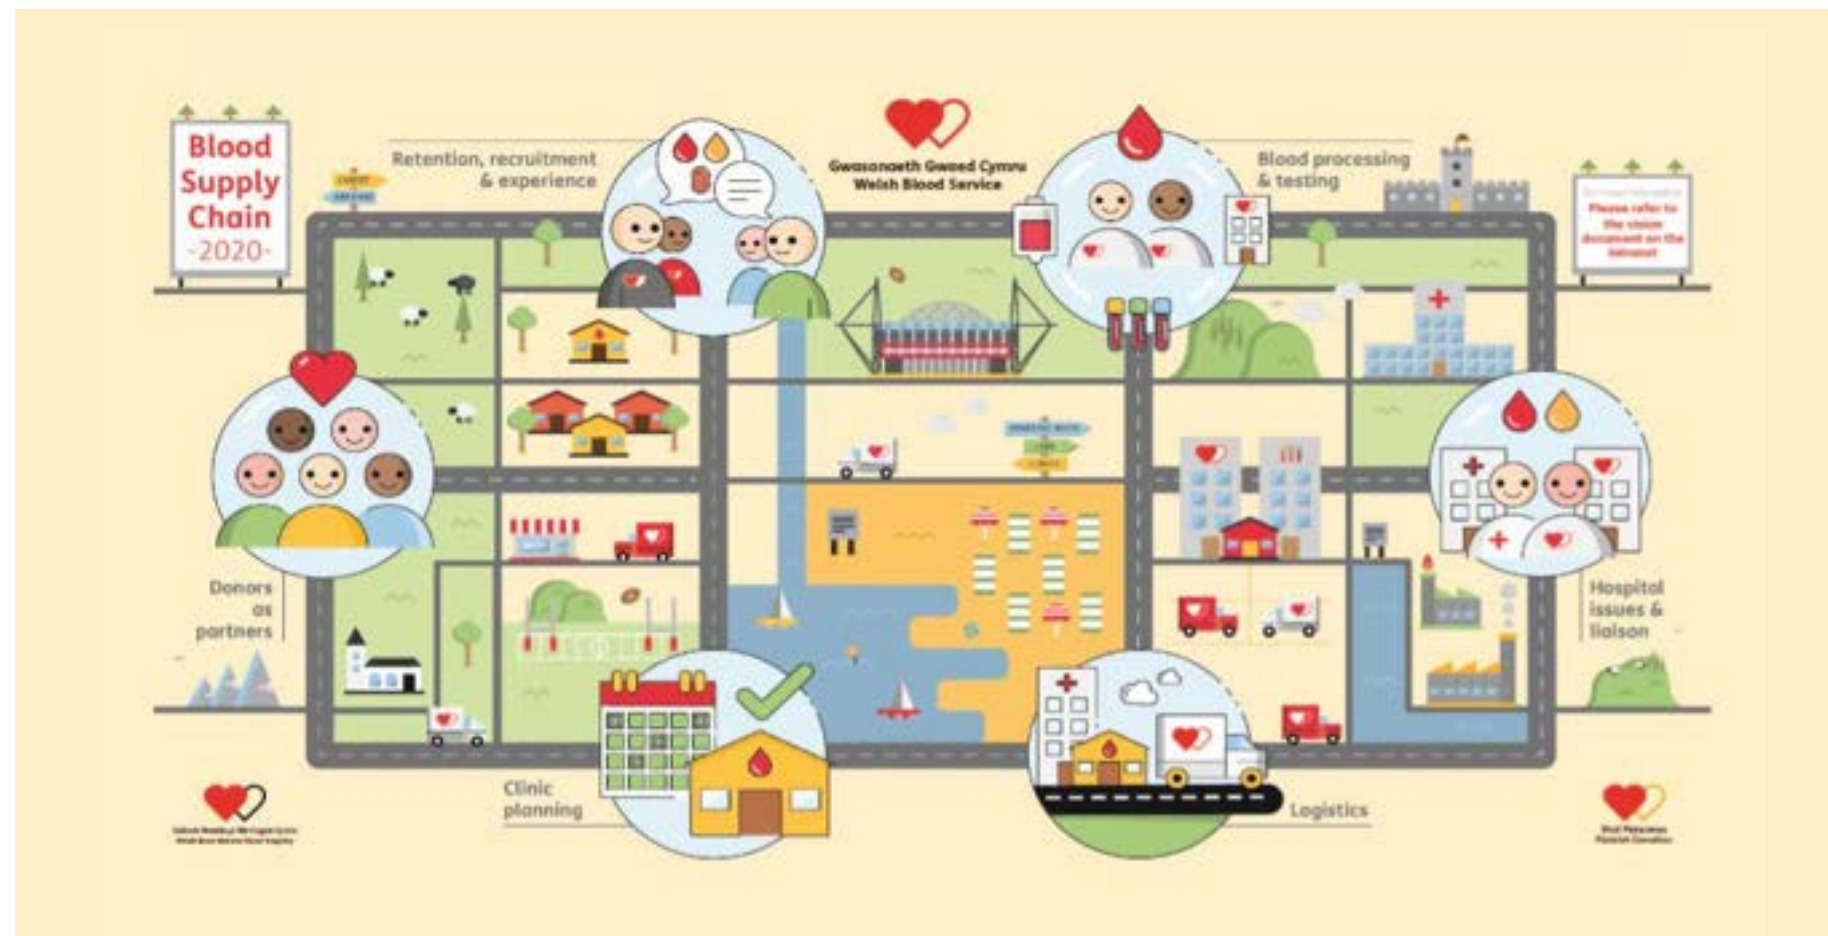 Blood
Supply
Chain
-2020-
Retention, recruitment
& experience
Gwasanaeth Gwaed Cymru
Welsh Blood Service
Blood processing
& testing
Please refer to
the vision
document on the
intranet
Donors
as
partners
Hospital
issues &
liaison
Clinic
planning
Logistics